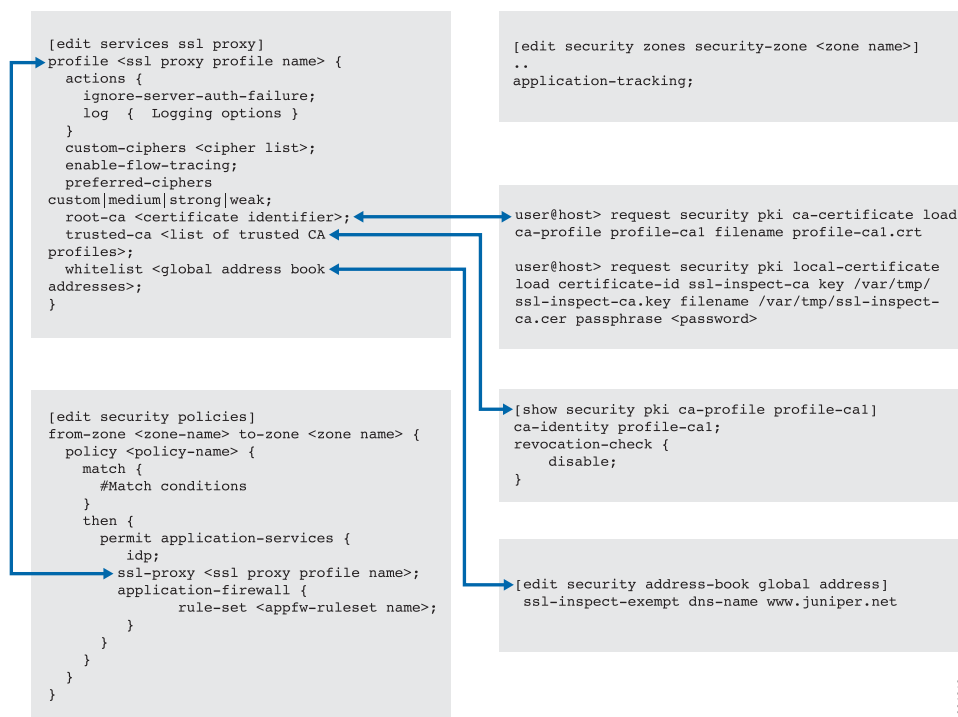 [edit services ssl proxy]
profile <ssl proxy profile name> {
  actions {
    ignore-server-auth-failure;
    log  {  Logging options }
  }
  custom-ciphers <cipher list>;
  enable-flow-tracing;
  preferred-ciphers
custom|medium|strong|weak;
  root-ca <certificate identifier>;
  trusted-ca <list of trusted CA
profiles>;
  whitelist <global address book
addresses>;
}
[edit security policies]
from-zone <zone-name> to-zone <zone name> {
  policy <policy-name> {
    match {
      #Match conditions
    }
    then {
      permit application-services {
         idp;
        ssl-proxy <ssl proxy profile name>;
        application-firewall {
               rule-set <appfw-ruleset name>;
         }
      }
    }
  }
}
[edit security zones security-zone <zone name>]
..
application-tracking;
user@host> request security pki ca-certificate load
ca-profile profile-ca1 filename profile-ca1.crt
user@host> request security pki local-certificate
load certificate-id ssl-inspect-ca key /var/tmp/
ssl-inspect-ca.key filename /var/tmp/ssl-inspect-
ca.cer passphrase <password>
[show security pki ca-profile profile-ca1]
ca-identity profile-ca1;
revocation-check {
    disable;
}
[edit security address-book global address]
 ssl-inspect-exempt dns-name www.juniper.net